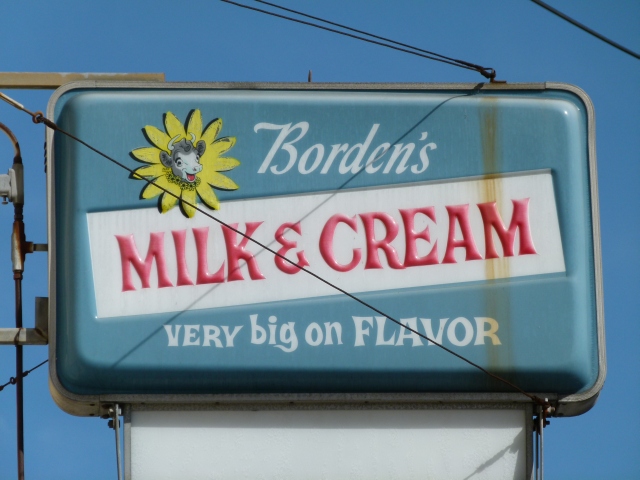 Borden's
MILK & CREAM
VERY big on FLAVOR